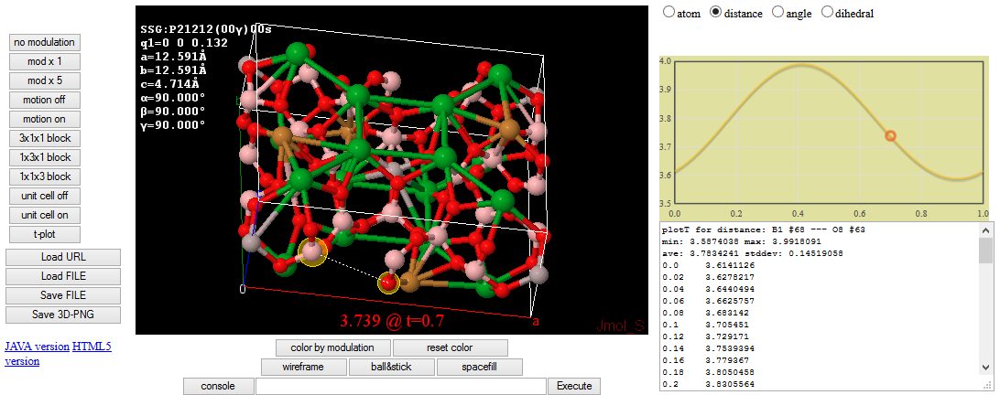 no modulation
mod x 1
mod x 5
motion off
motion on
3x1x1 block
1x3x1 block
1x1x3 block
unit cell off
unit cell on
t-plot
Load URL
Load FILE
Save FILE
Save 3D-PNG
JAVA version HTML5
version
SSG:P21212(00γ)00s
q1=0 0 0.132
a=12.591Å
b=12.591Å
c=4.714Å
α=90.000°
β=90.000°
γ=90.000°
0
a
3.739 @ t=0.7
Jmol_S
color by modulation reset color
wireframe ball&stick spacefill
console Execute
atom distance angle dihedral
4.0
3.9
3.8
3.7
3.6
3.5
0.0 0.2 0.4 0.6 0.8 1.0
plotT for distance: B1 #68 --- O8 #63
min: 3.5874038 max: 3.9918091
ave: 3.7834241 stddev: 0.14519058
0.0 3.6141126
0.02 3.6278217
0.04 3.6440494
0.06 3.6625757
0.08 3.683142
0.1 3.705451
0.12 3.729171
0.14 3.7539394
0.16 3.779367
0.18 3.8050458
0.2 3.8305564